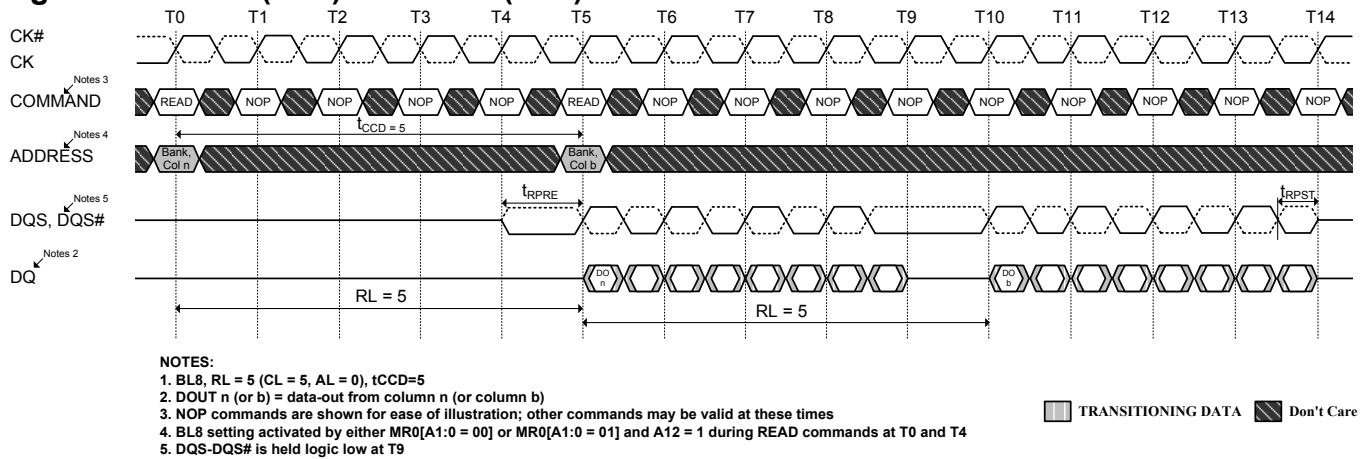 T0 T1 T2 T3 T4 T5 T6 T7 T8 T9 T10 T11 T12 T13 T14
CK#
CK
Notes 3
COMMAND READ NOP NOP NOP NOP READ NOP NOP NOP NOP NOP NOP NOP NOP NOP
tCCD = 5
Notes 4
ADDRESS Bank, Col n Bank, Col b
tRPRE
tRPST
Notes 5
DQS, DQS#
Notes 2
DQ DO n DO b
RL = 5
RL = 5
NOTES:
1. BL8, RL = 5 (CL = 5, AL = 0), tCCD=5
2. DOUT n (or b) = data-out from column n (or column b)
3. NOP commands are shown for ease of illustration; other commands may be valid at these times
4. BL8 setting activated by either MR0[A1:0 = 00] or MR0[A1:0 = 01] and A12 = 1 during READ commands at T0 and T4
5. DQS-DQS# is held logic low at T9
TRANSITIONING DATA Don't Care